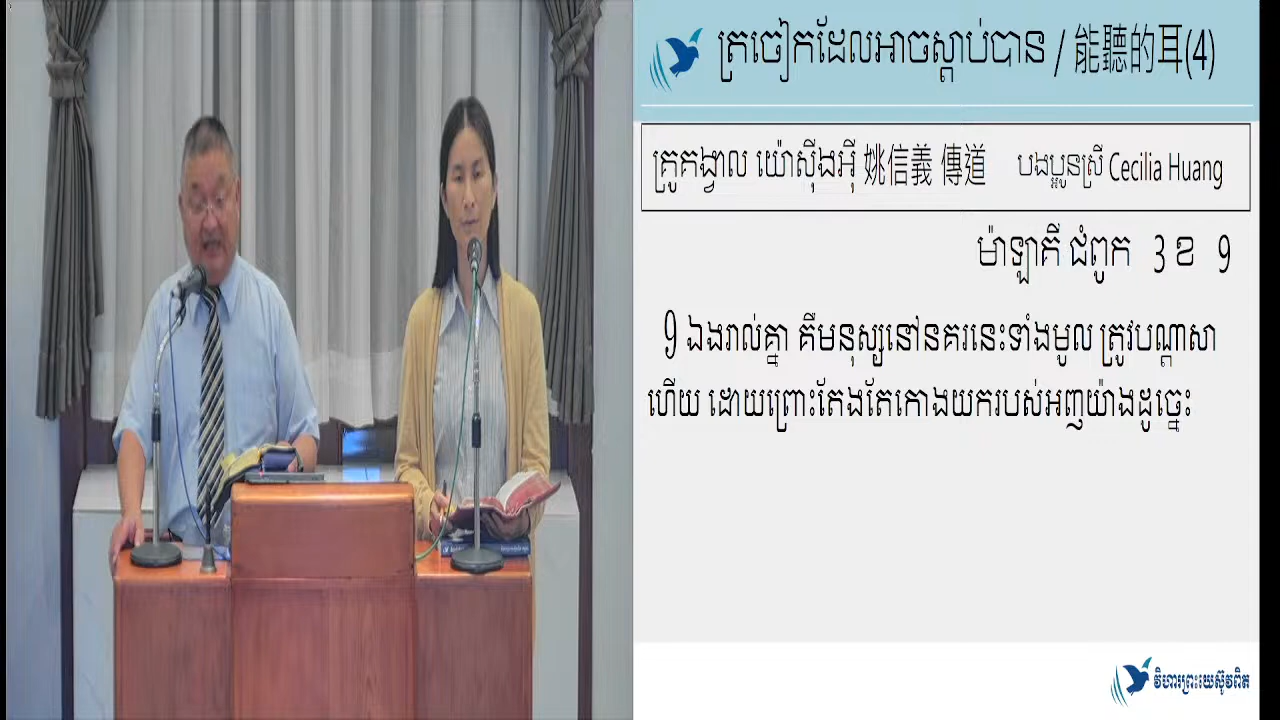 ត្រចៀកដែលអាចស្ដាប់បាន / 能聽的耳(4)
គ្រូគង្វាល យ៉ោស៊ីងអ៊ី 姚信義 傳道 បងប្អូនស្រី Cecilia Huang
ម៉ាឡាគី ជំពូក 3 ខ 9
9 ឯងរាល់គ្នា គឺមនុស្សនៅនគរនេះទាំងមូល ត្រូវបណ្តាសា
ហើយ ដោយព្រោះតែងតែកោងយករបស់អញយ៉ាងដូច្នេះ
វិហារព្រះយេស៊ូវពិត